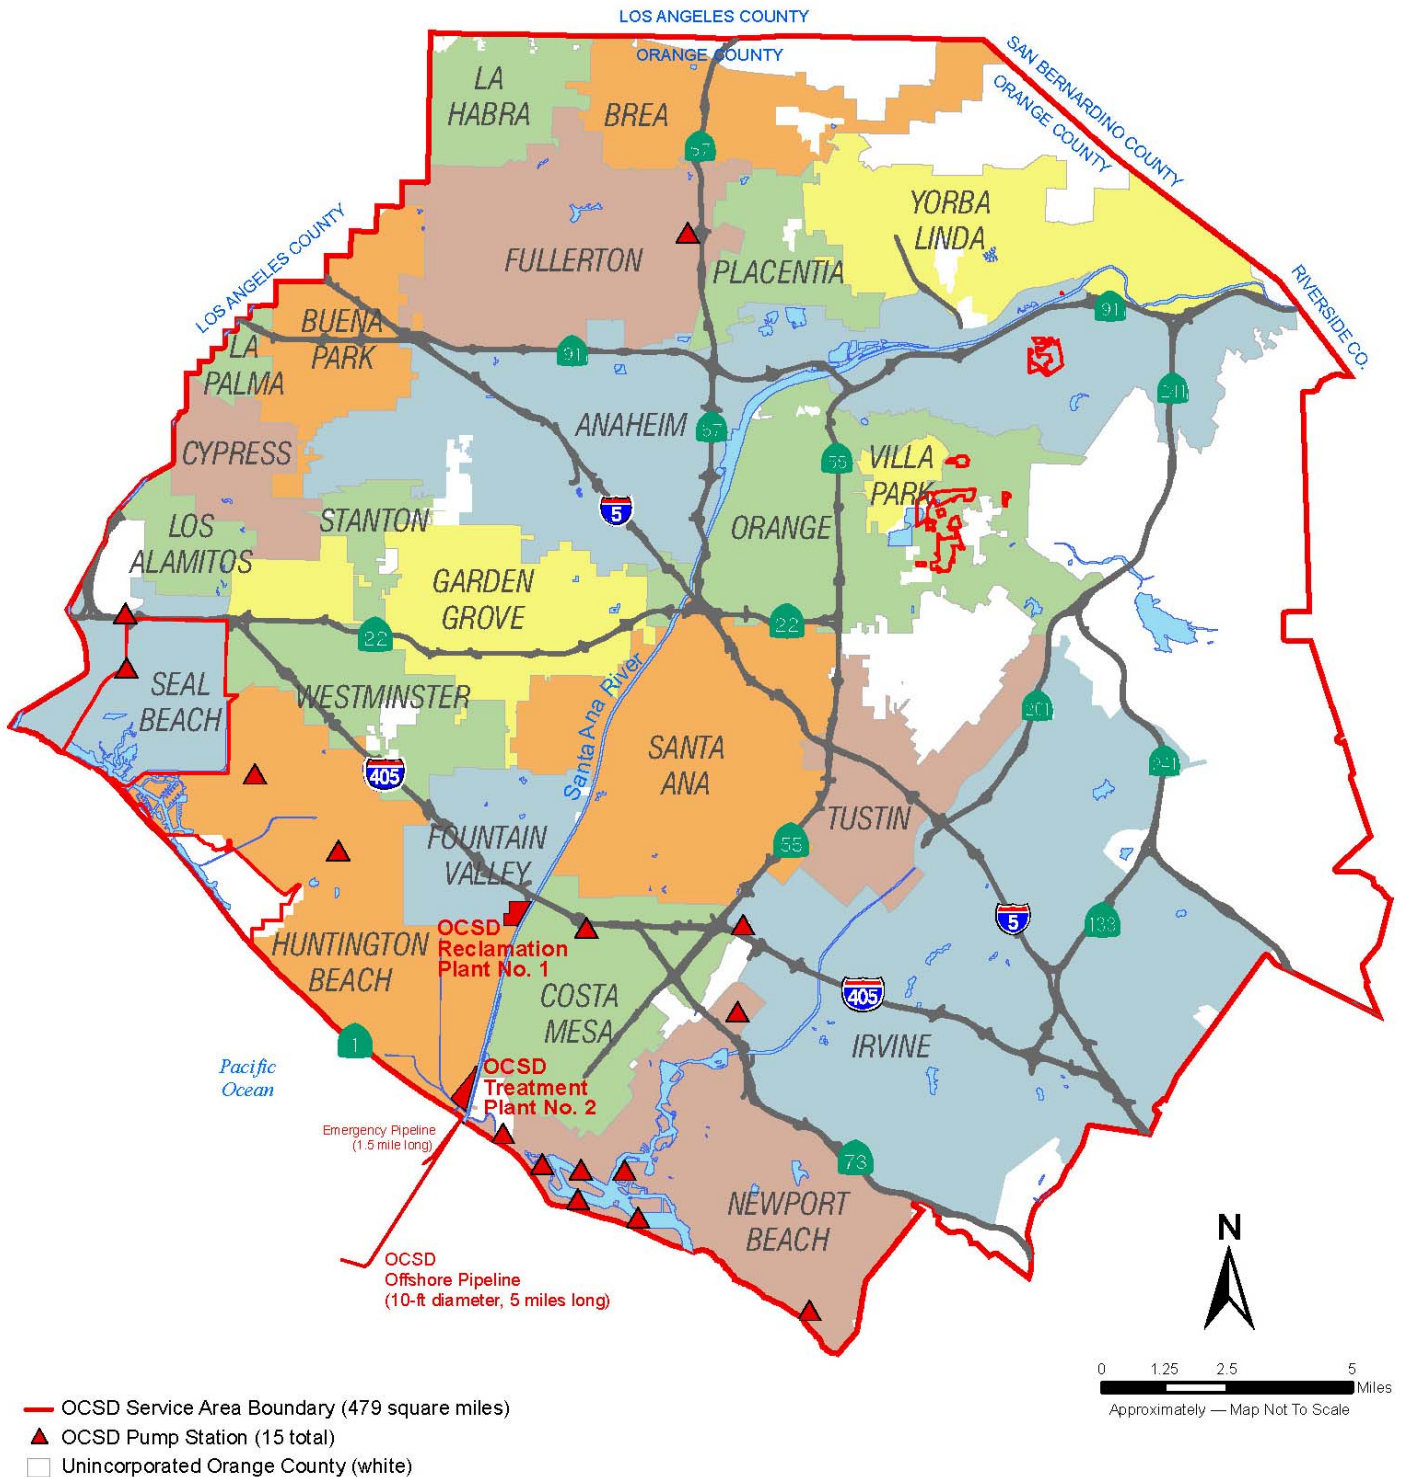 LOS ANGELES COUNTY
ORANGE COUNTY
SAN BERNARDINO COUNTY
ORANGE COUNTY
LOS ANGELES COUNTY
RIVERSIDE CO.
LA
HABRA
BREA
57
YORBA
LINDA
FULLERTON
PLACENTIA
BUENA
PARK
LA
PALMA
91
91
241
ANAHEIM
57
CYPRESS
55
VILLA
PARK
STANTON
5
ORANGE
LOS
ALAMITOS
GARDEN
GROVE
22
22
SEAL
BEACH
WESTMINSTER
Santa Ana River
261
SANTA
ANA
405
241
TUSTIN
FOUNTAIN
VALLEY
55
OCSD
Reclamation
Plant No. 1
5
133
HUNTINGTON
BEACH
COSTA
MESA
405
IRVINE
1
Pacific
Ocean
OCSD
Treatment
Plant No. 2
Emergency Pipeline
(1.5 mile long)
73
NEWPORT
BEACH
OCSD
Offshore Pipeline
(10-ft diameter, 5 miles long)
N
0 1.25 2.5 5
Miles
Approximately — Map Not To Scale
OCSD Service Area Boundary (479 square miles)
OCSD Pump Station (15 total)
Unincorporated Orange County (white)